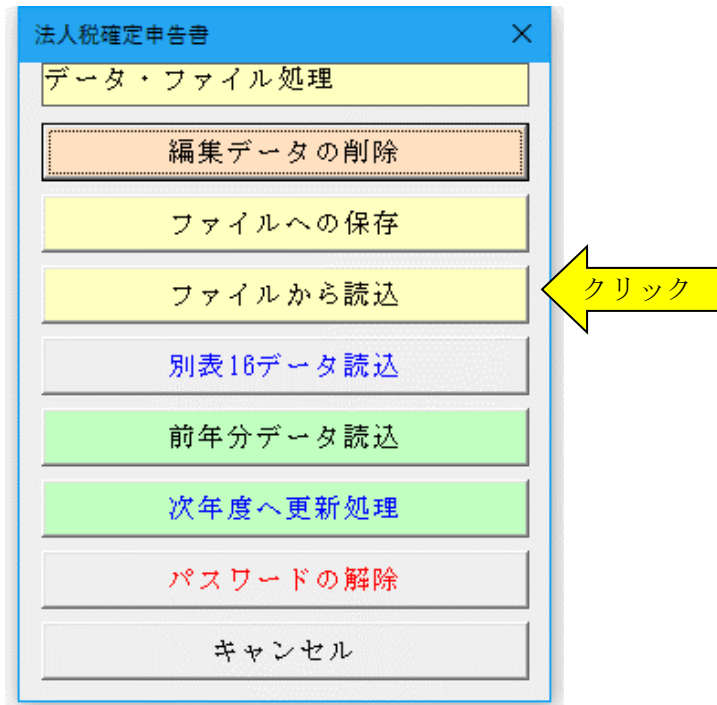 法人税確定申告書
データ・ファイル処理
編集データの削除
ファイルへの保存
ファイルから読込
クリック
別表16データ読込
前年分データ読込
次年度へ更新処理
パスワードの解除
キャンセル